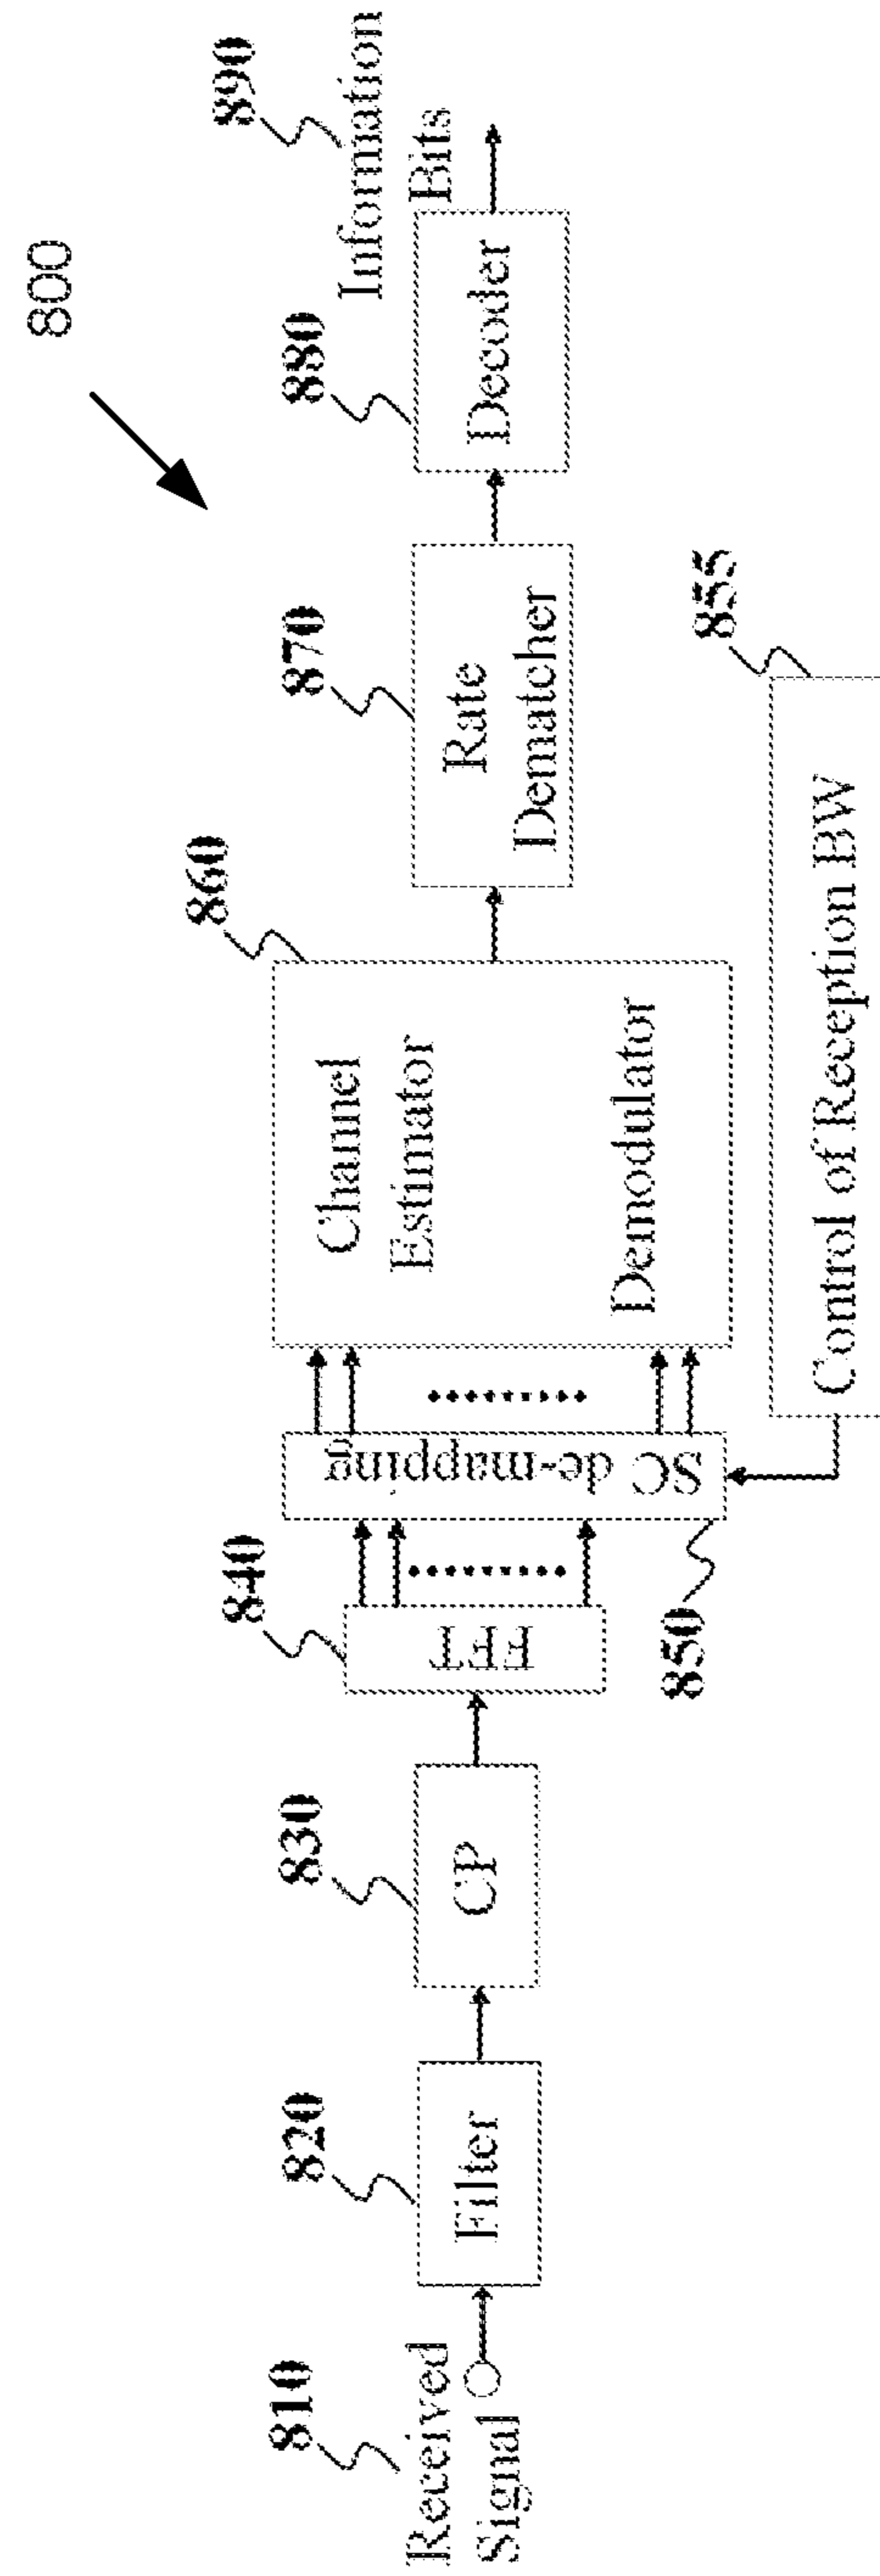 800
810
Received
Signal
820
Filter
830
CP
840
FFT
850
SC de-mapping
860
Channel
Estimator
Demodulator
855
Control of Reception BW
870
Rate
Dematcher
880
Decoder
890
Information
Bits